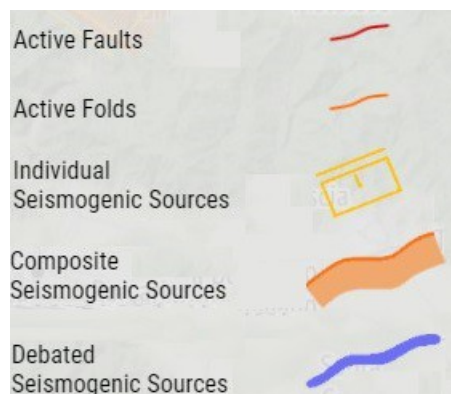 Active Faults
Active Folds
Individual
Seismogenic Sources
Composite
Seismogenic Sources
Debated
Seismogenic Sources